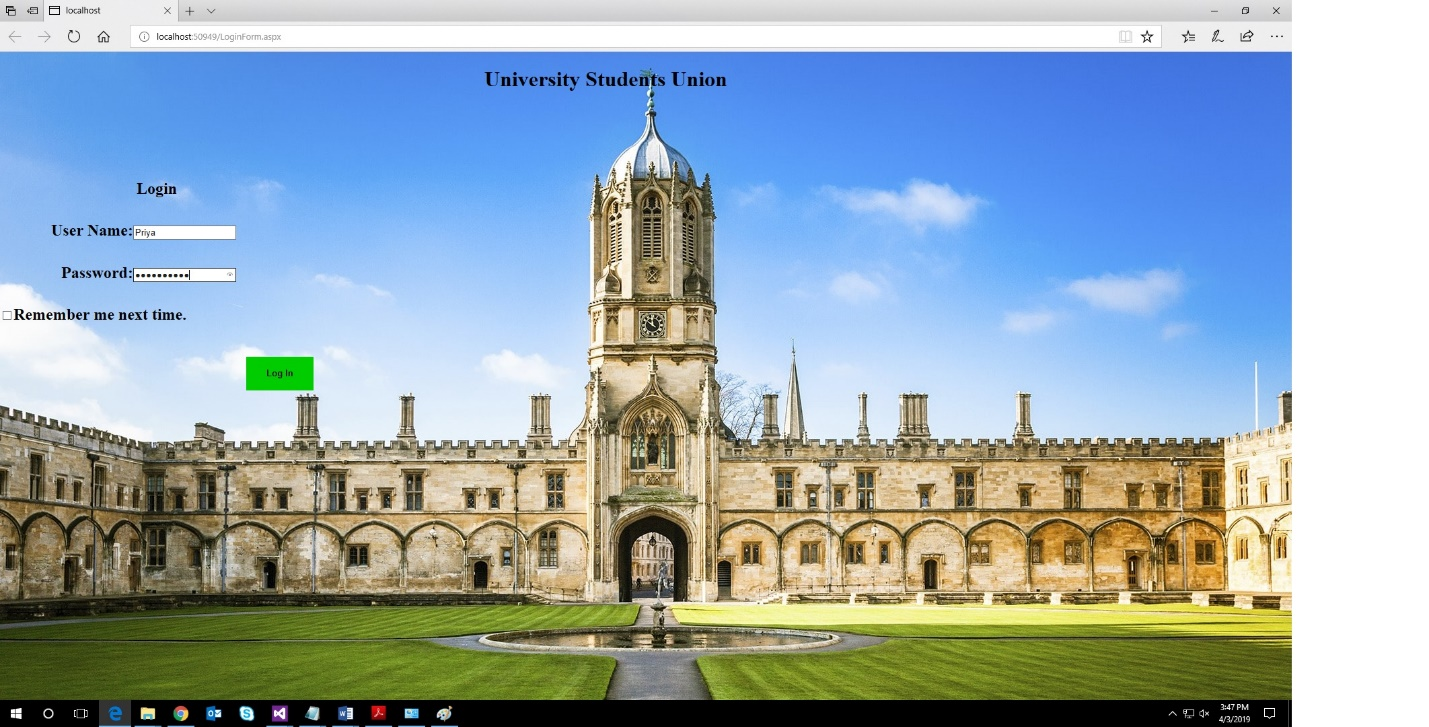 localhost
localhost:50949/LoginForm.aspx
University Students Union
Login
User Name: Priya
Password: ••••••••••
Remember me next time.
Log In
3:47 PM
4/3/2019